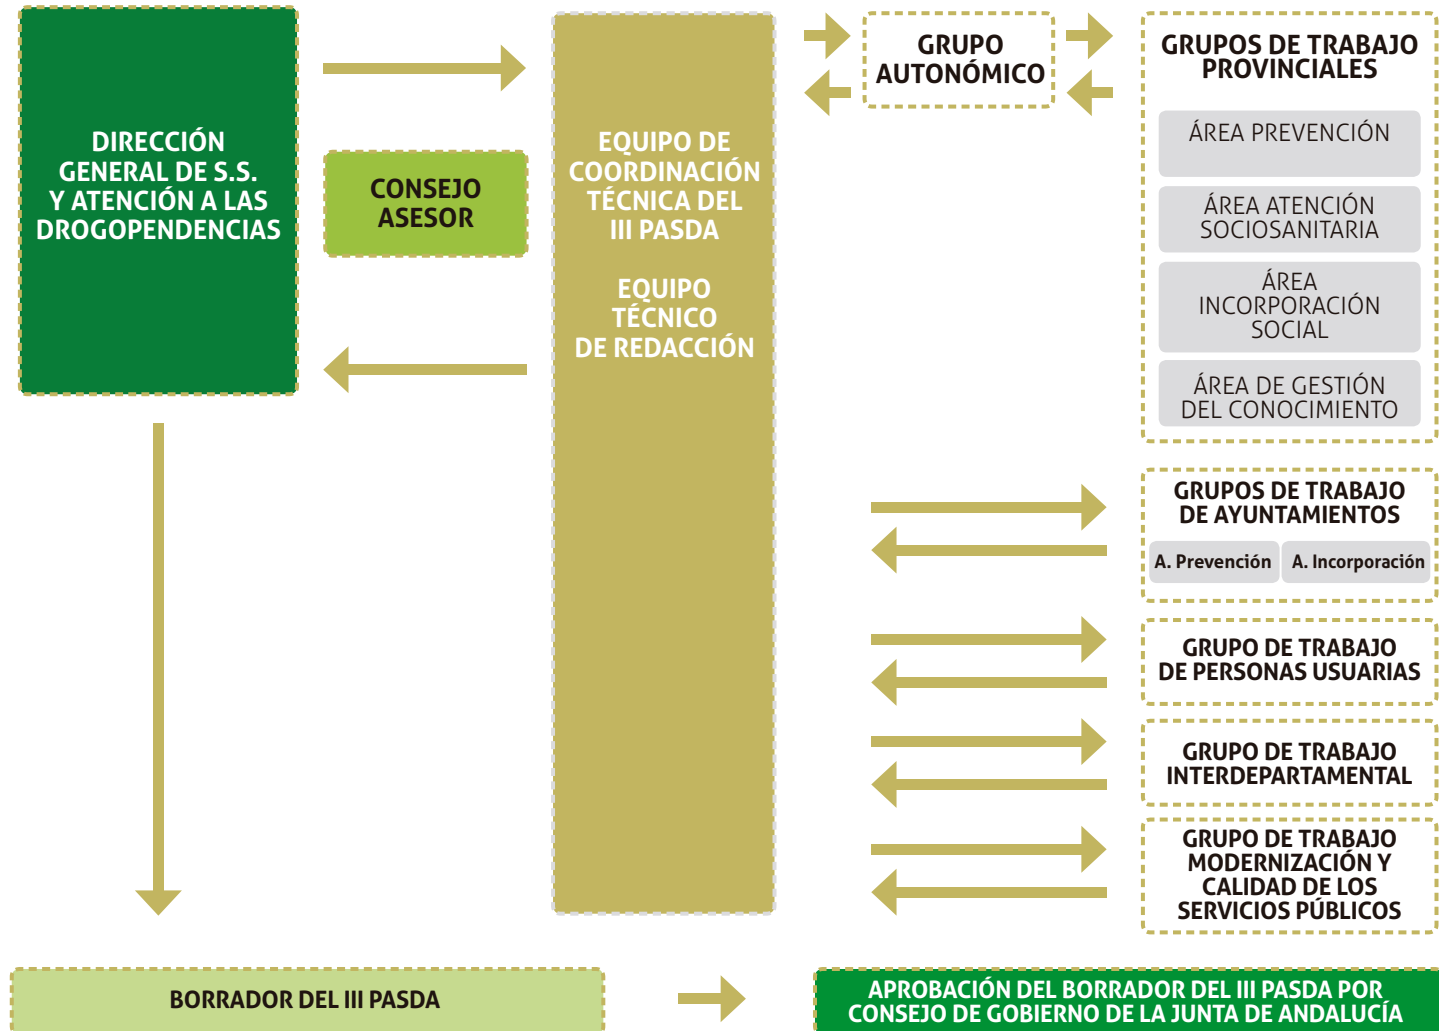 DIRECCIÓN
GENERAL DE S.S.
Y ATENCIÓN A LAS
DROGOPENDENCIAS
CONSEJO
ASESOR
EQUIPO DE
COORDINACIÓN
TÉCNICA DEL
III PASDA
EQUIPO
TÉCNICO
DE REDACCIÓN
GRUPO
AUTONÓMICO
GRUPOS DE TRABAJO
PROVINCIALES
ÁREA PREVENCIÓN
ÁREA ATENCIÓN
SOCIOSANITARIA
ÁREA
INCORPORACIÓN
SOCIAL
ÁREA DE GESTIÓN
DEL CONOCIMIENTO
GRUPOS DE TRABAJO
DE AYUNTAMIENTOS
A. Prevención
A. Incorporación
GRUPO DE TRABAJO
DE PERSONAS USUARIAS
GRUPO DE TRABAJO
INTERDEPARTAMENTAL
GRUPO DE TRABAJO
MODERNIZACIÓN Y
CALIDAD DE LOS
SERVICIOS PÚBLICOS
BORRADOR DEL III PASDA
APROBACIÓN DEL BORRADOR DEL III PASDA POR
CONSEJO DE GOBIERNO DE LA JUNTA DE ANDALUCÍA